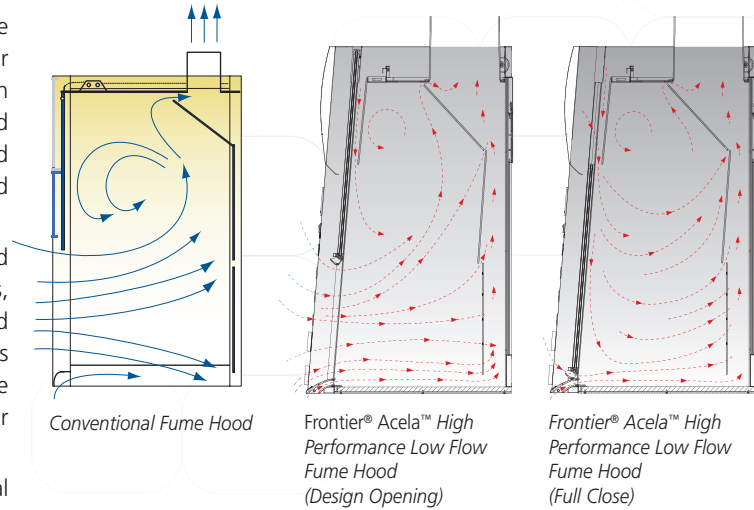 Conventional Fume Hood
Frontier® Acela™ High
Performance Low Flow
Fume Hood
(Design Opening)
Frontier® Acela™ High
Performance Low Flow
Fume Hood
(Full Close)